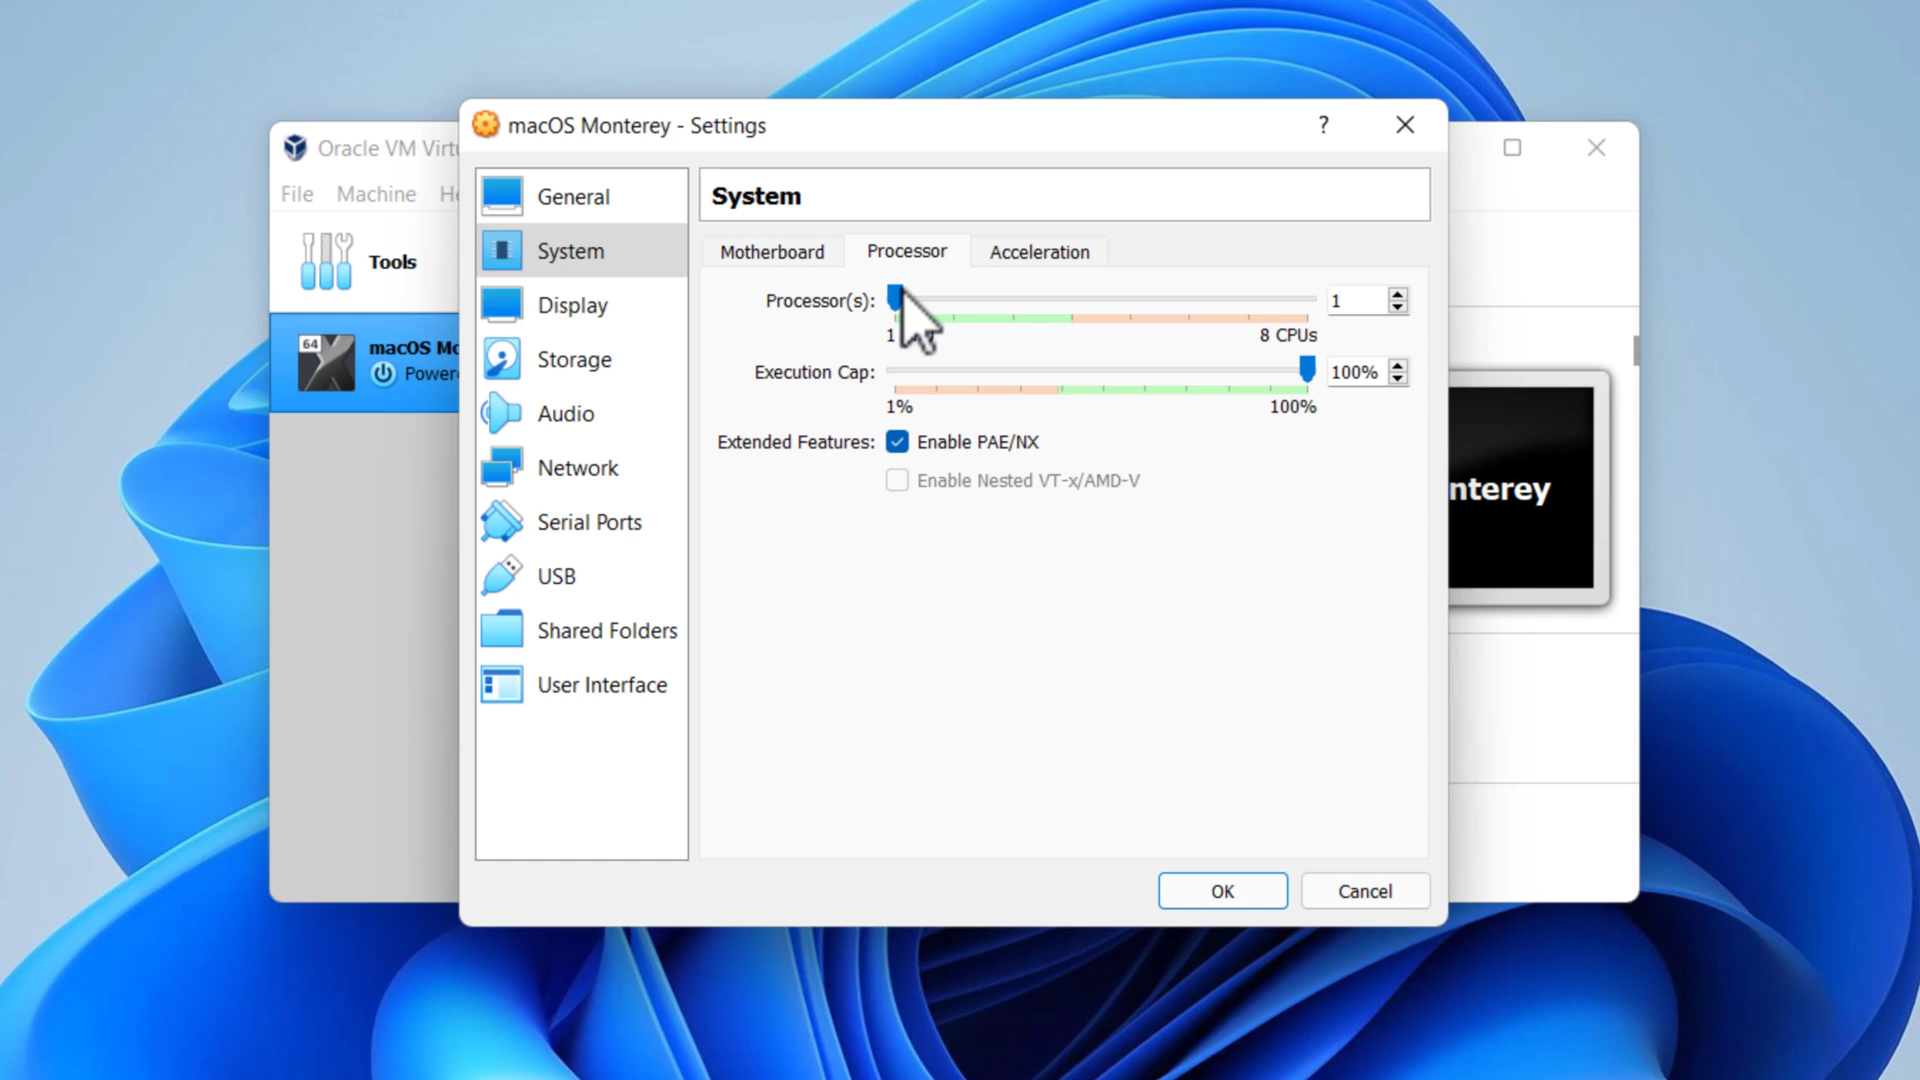 macOS Monterey - Settings
?
Oracle VM Virtu
File Machine He
Tools
64
macOS Mo
Power
General
System
Display
Storage
Audio
Network
Serial Ports
USB
Shared Folders
User Interface
System
Motherboard Processor Acceleration
Processor(s): 1
1 8 CPUs
Execution Cap: 100%
1% 100%
Extended Features: Enable PAE/NX
Enable Nested VT-x/AMD-V
OK Cancel
nterey